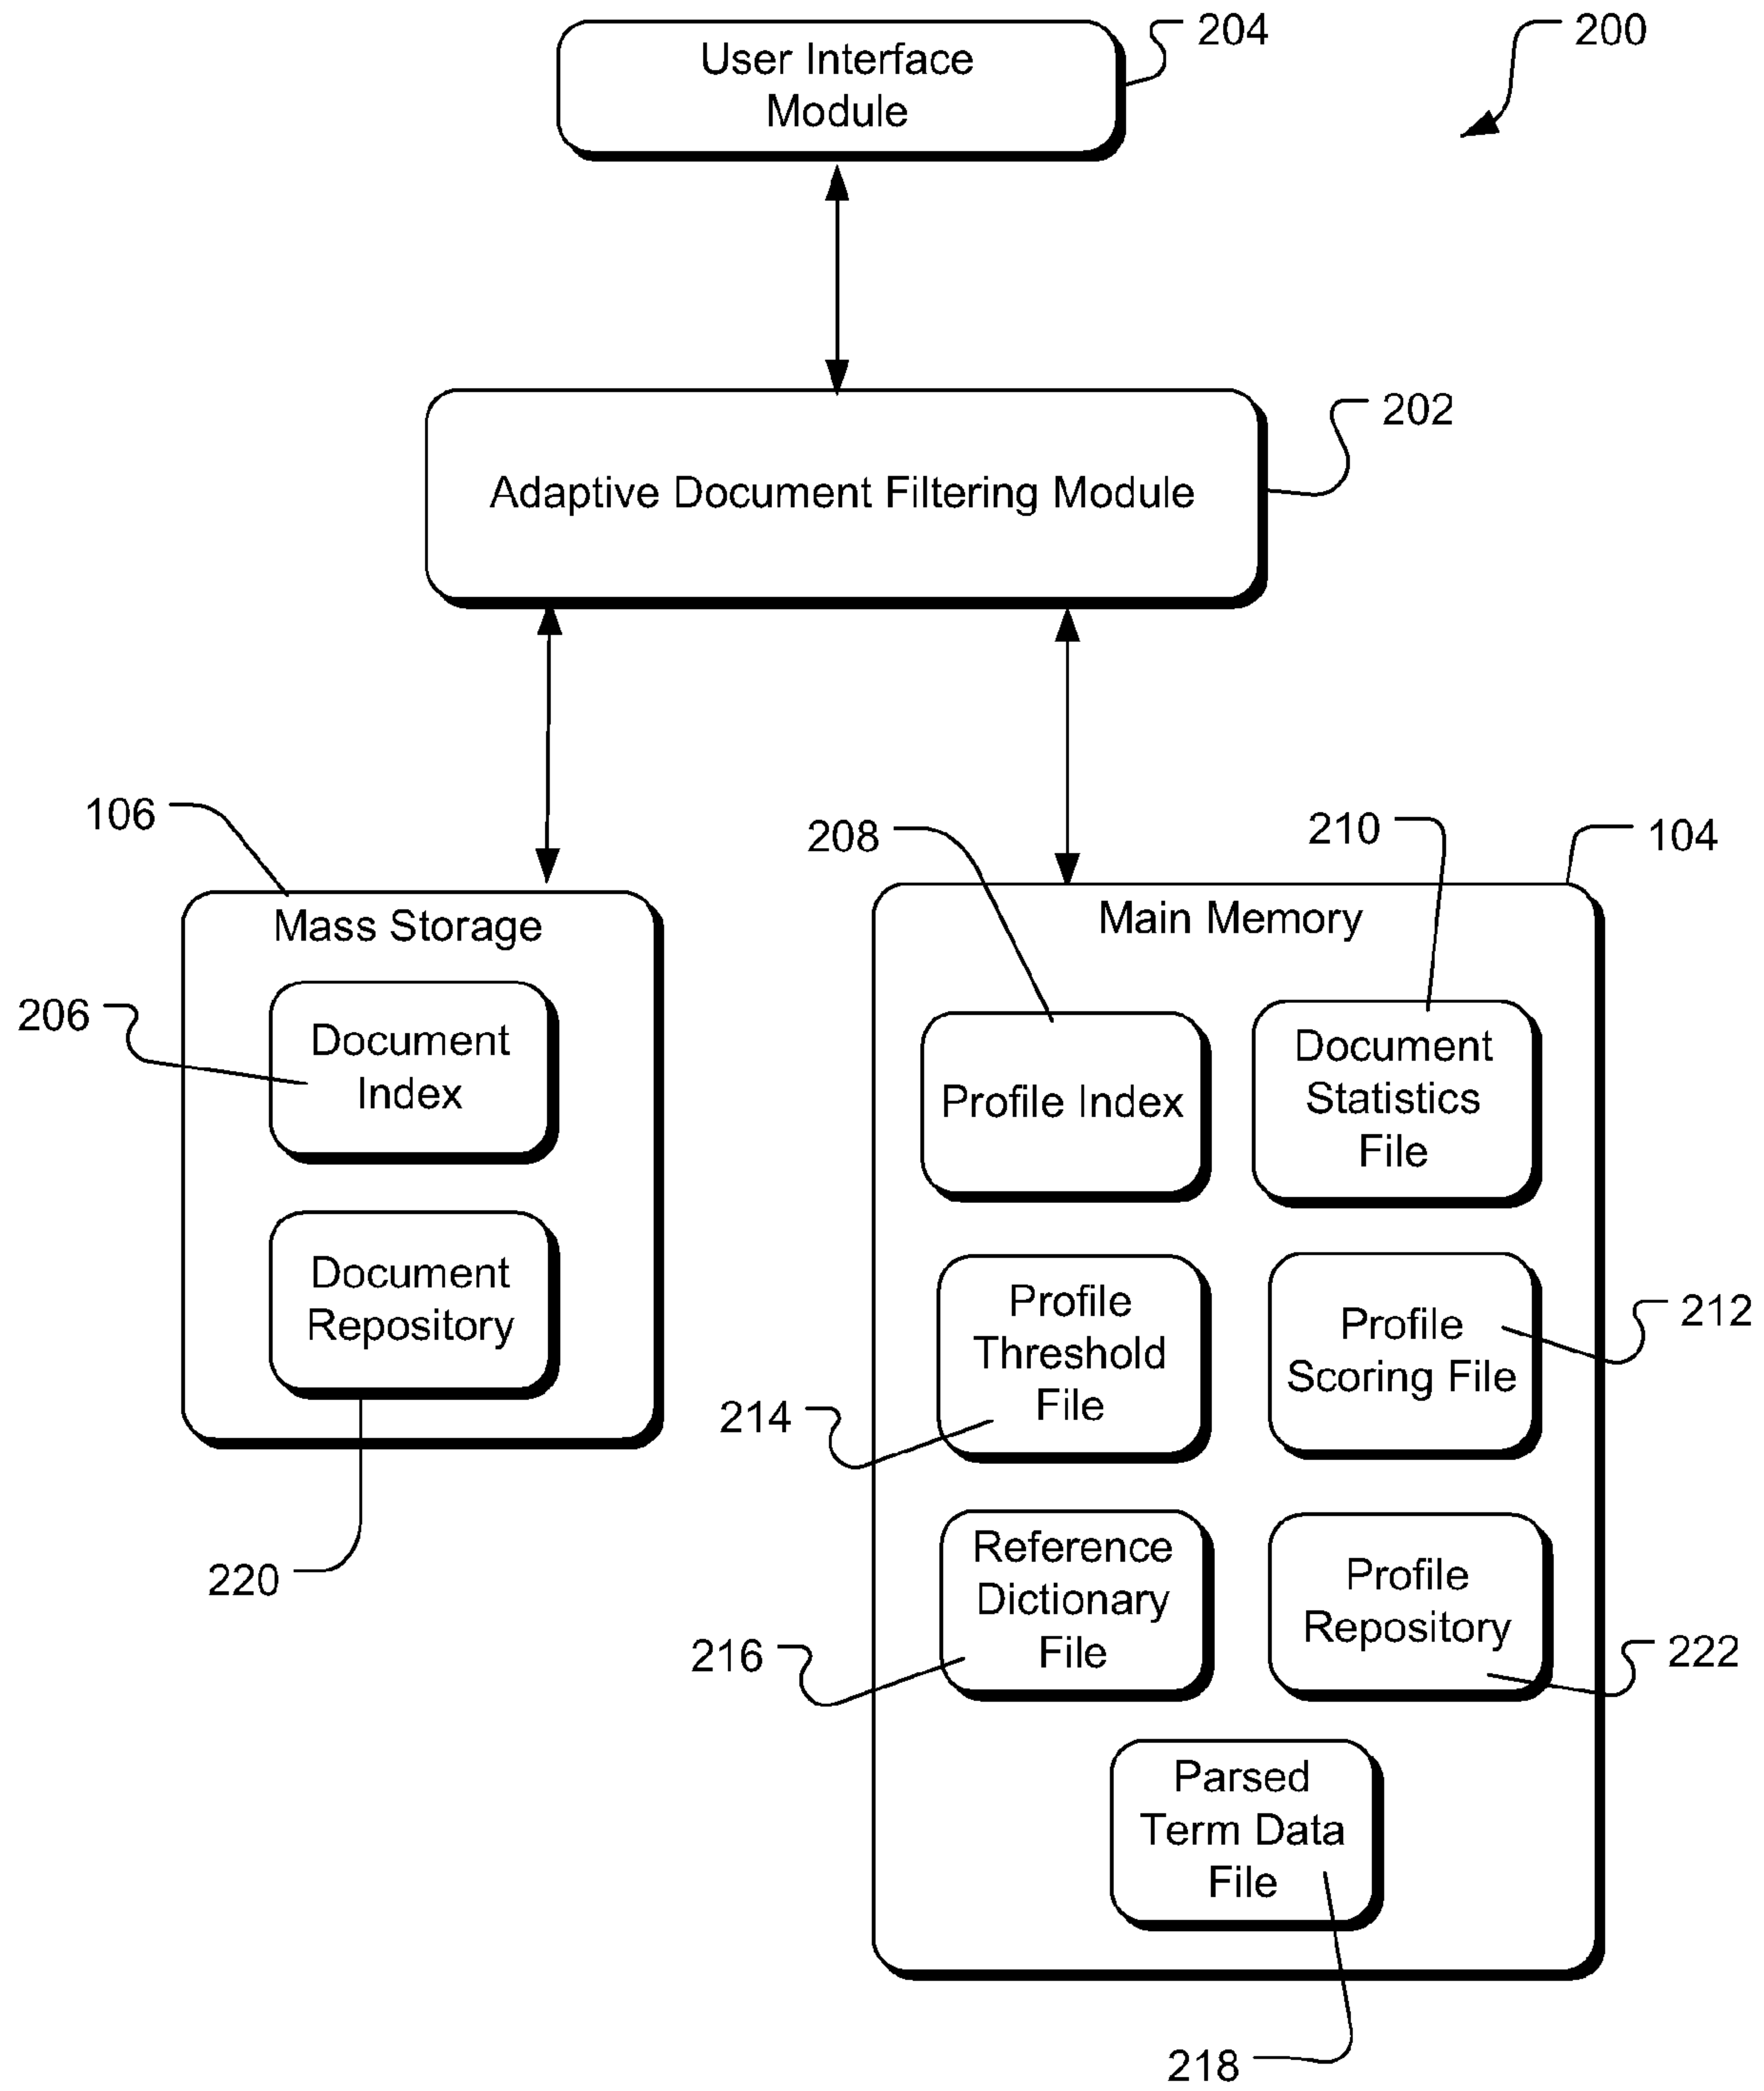 204
200
User Interface
Module
202
Adaptive Document Filtering Module
106
208
210
104
Mass Storage
Main Memory
206
Document
Index
Profile Index
Document
Statistics
File
Document
Repository
Profile
Threshold
File
Profile
Scoring File
212
214
220
Reference
Dictionary
File
Profile
Repository
216
222
Parsed
Term Data
File
218